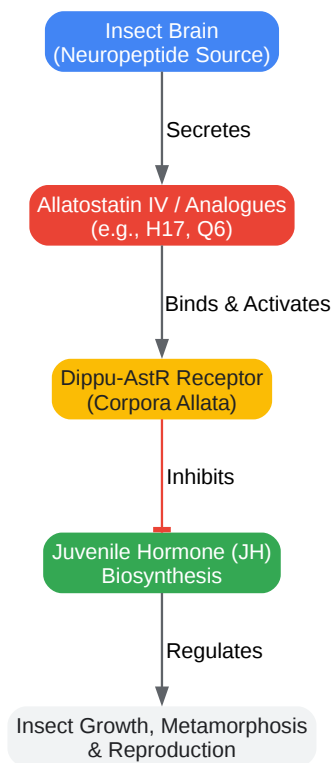 Insect Brain
(Neuropeptide Source)
Secretes
Allatostatin IV / Analogues
(e.g., H17, Q6)
Binds & Activates
Dippu-AstR Receptor
(Corpora Allata)
Inhibits
Juvenile Hormone (JH)
Biosynthesis
Regulates
Insect Growth, Metamorphosis
& Reproduction